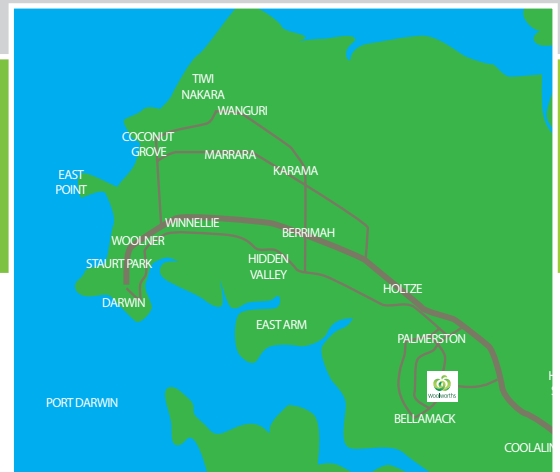 TIWI
NAKARA
WANGURI
COCONUT
GROVE
MARRARA
KARAMA
EAST
POINT
WINNELLIE
BERRIMAH
WOOLNER
HIDDEN
VALLEY
STAURT PARK
HOLTZE
DARWIN
EAST ARM
PALMERSTON
woolworths
PORT DARWIN
BELLAMACK